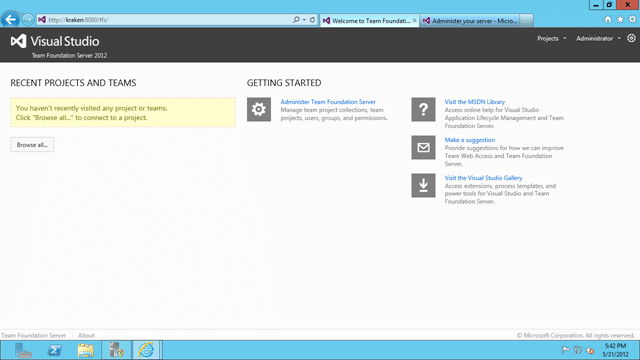 http://kraken:8080/tfs/
Welcome to Team Foundati...
Administer your server - Micro...
Visual Studio
Team Foundation Server 2012
Projects
Administrator
RECENT PROJECTS AND TEAMS
You haven't recently visited any project or teams.
Click "Browse all..." to connect to a project.
Browse all...
GETTING STARTED
Administer Team Foundation Server
Manage team project collections, team
projects, users, groups, and permissions.
Visit the MSDN Library
Access online help for Visual Studio
Application Lifecycle Management and Team
Foundation Server.
Make a suggestion
Provide suggestions for how we can improve
Team Web Access and Team Foundation
Server.
Visit the Visual Studio Gallery
Access extensions, process templates, and
power tools for Visual Studio and Team
Foundation Server.
Team Foundation Server
About
© Microsoft Corporation. All rights reserved.
5:42 PM
5/31/2012